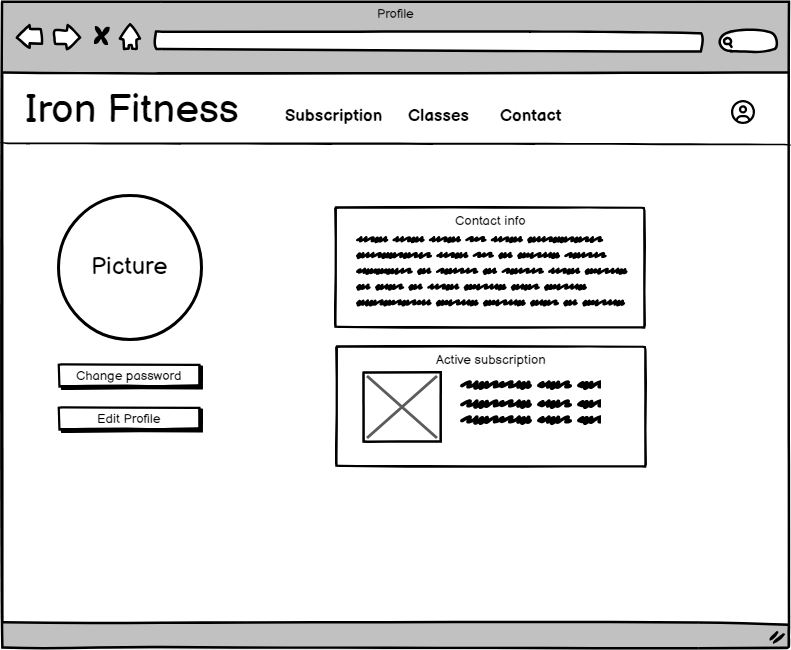 Profile
Iron Fitness
Subscription
Classes
Contact
Picture
Change password
Edit Profile
Contact info
Active subscription